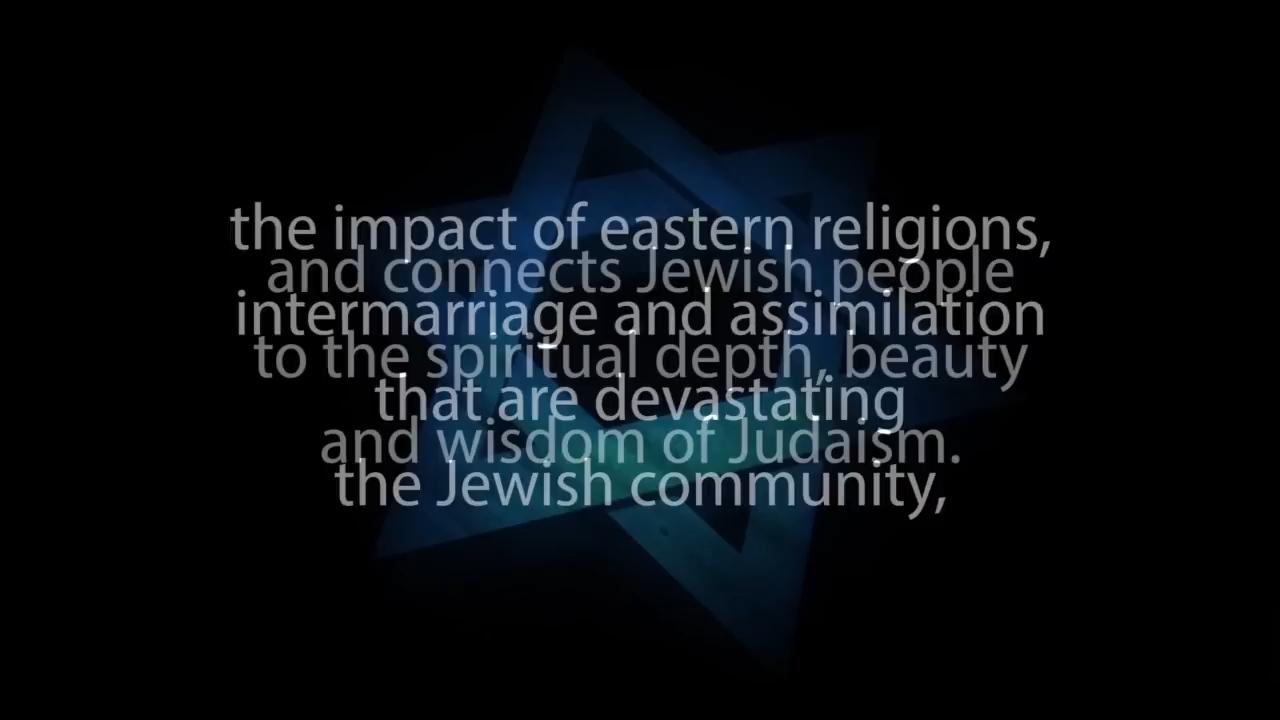 the impact of eastern religions,
and connects Jewish people
intermarriage and assimilation
to the spiritual depth, beauty
that are devastating
and wisdom of Judaism.
the Jewish community,